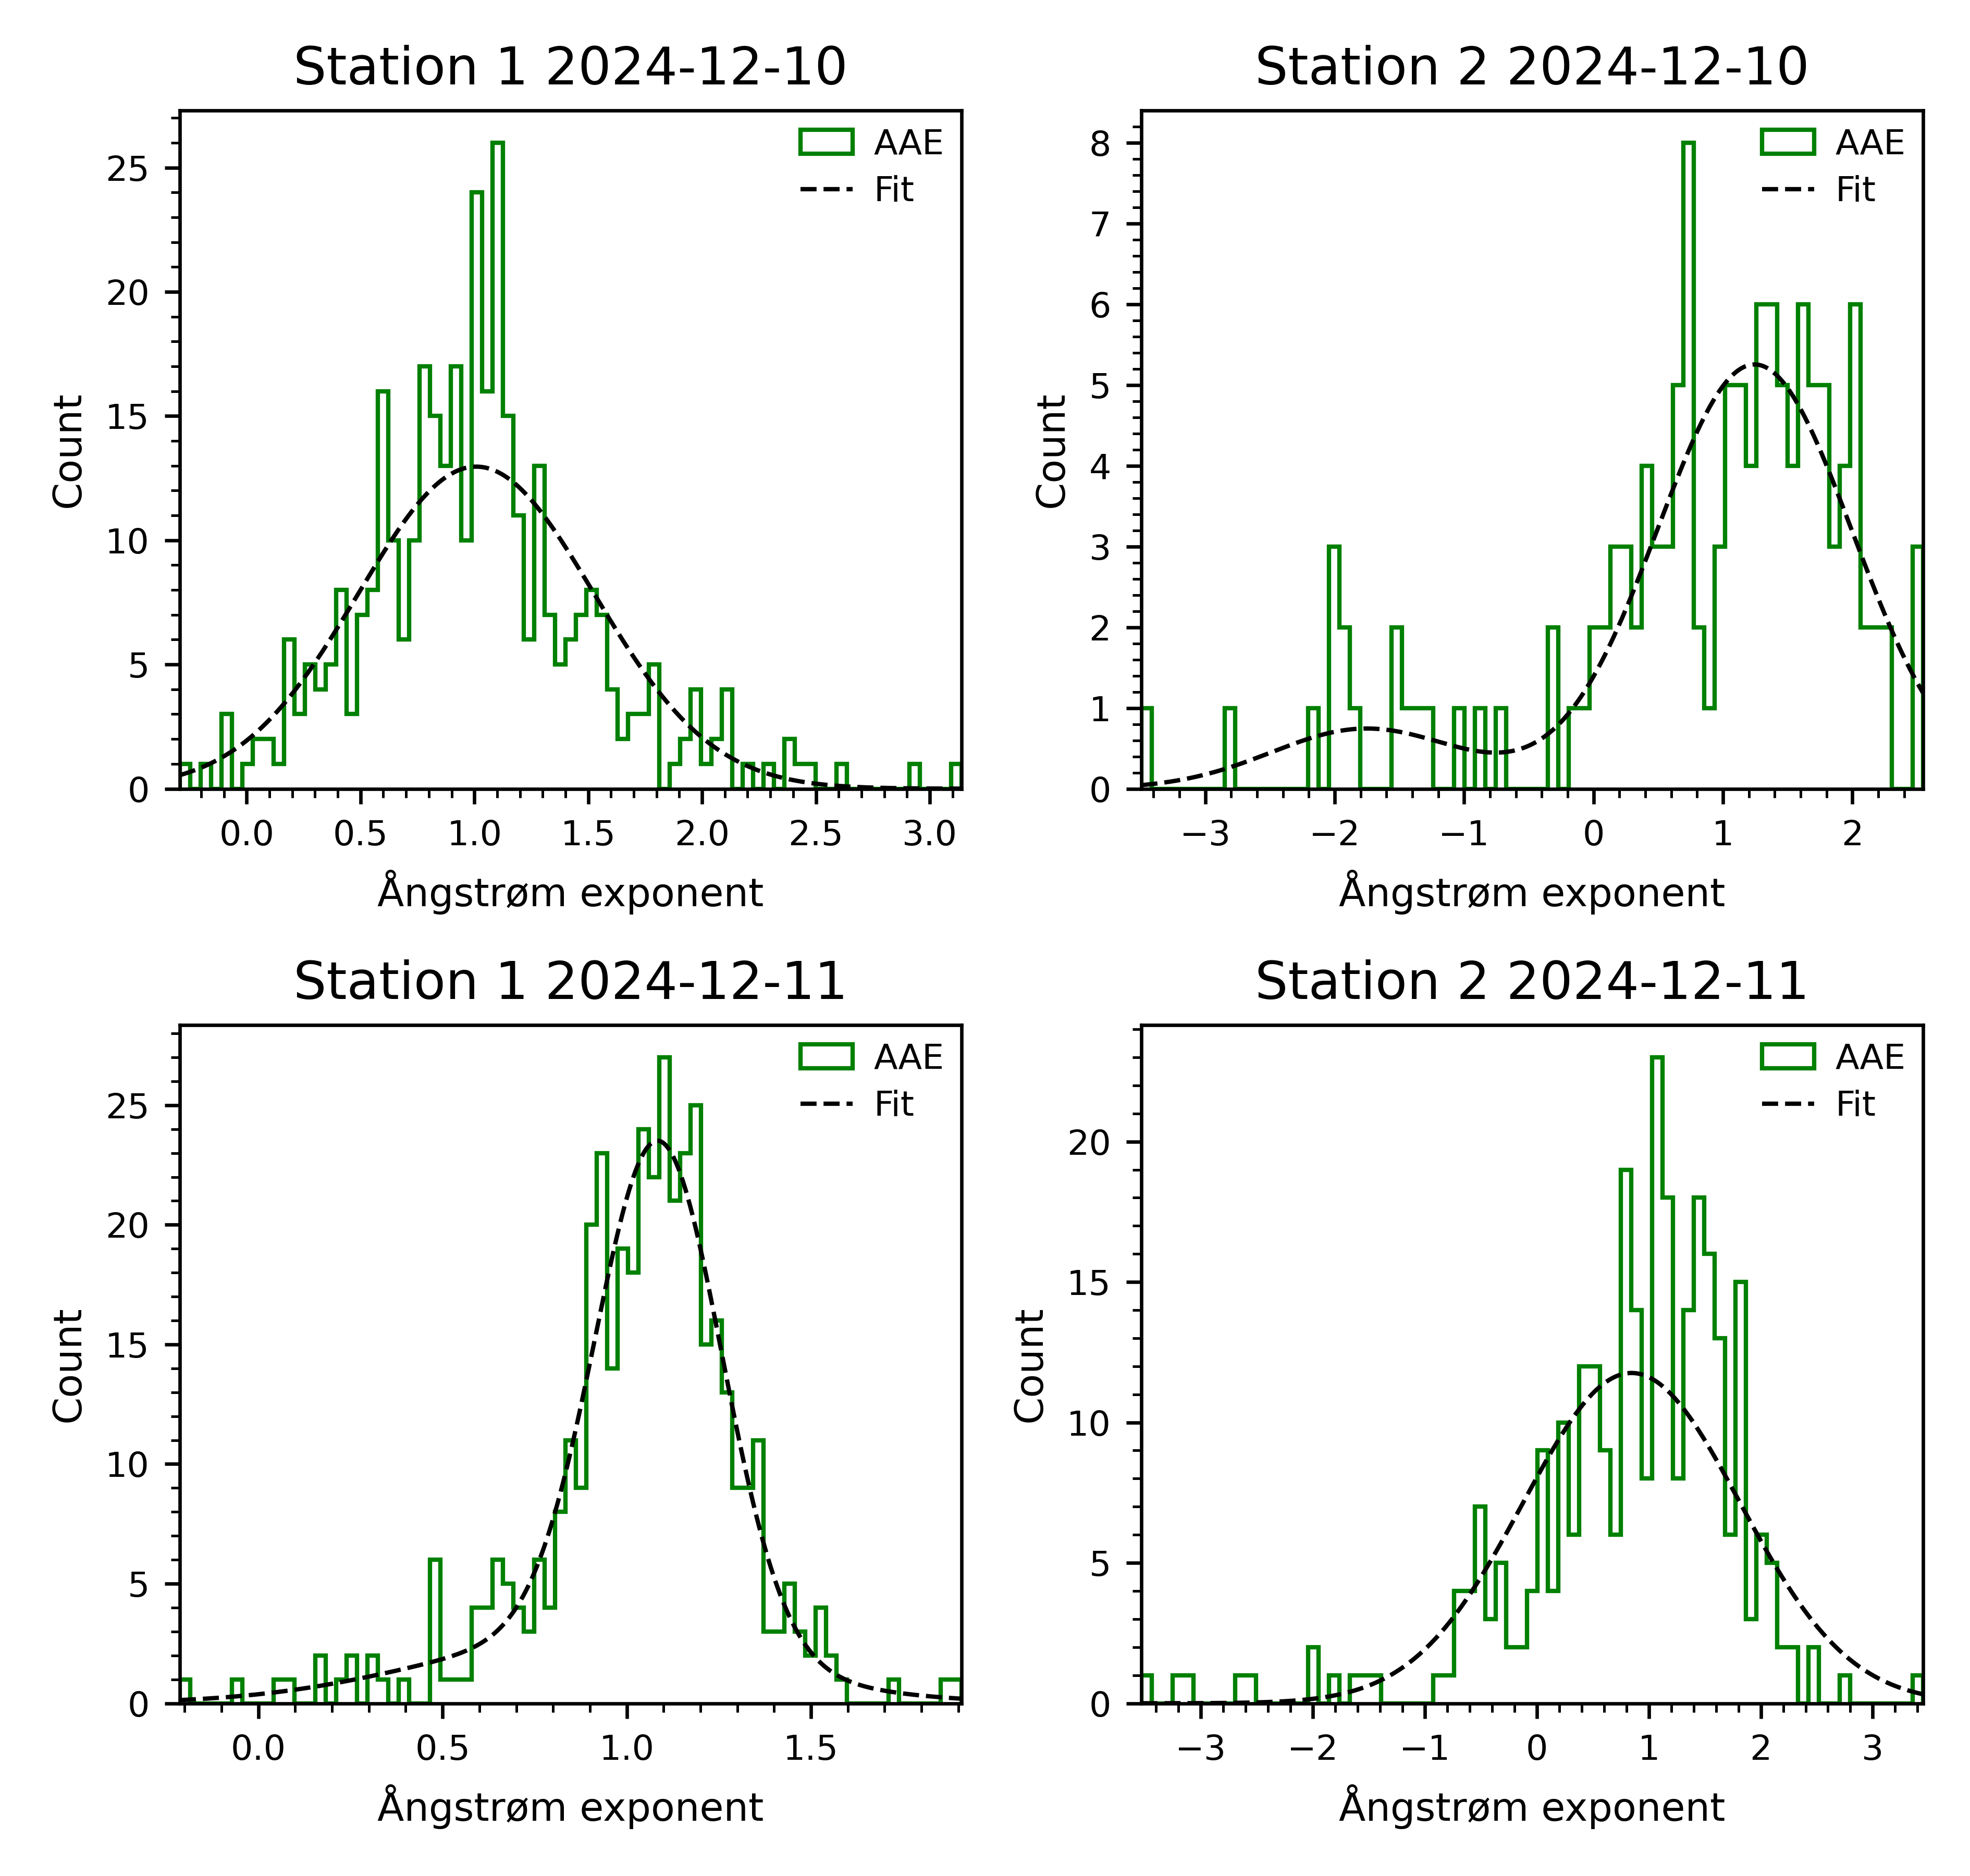 Station 1 2024-12-10
AAE
Fit
Count
0
5
10
15
20
25
0.0 0.5 1.0 1.5 2.0 2.5 3.0
Ångstrøm exponent
Station 2 2024-12-10
AAE
Fit
Count
0
1
2
3
4
5
6
7
8
−3 −2 −1 0 1 2
Ångstrøm exponent
Station 1 2024-12-11
AAE
Fit
Count
0
5
10
15
20
25
0.0 0.5 1.0 1.5
Ångstrøm exponent
Station 2 2024-12-11
AAE
Fit
Count
0
5
10
15
20
−3 −2 −1 0 1 2 3
Ångstrøm exponent